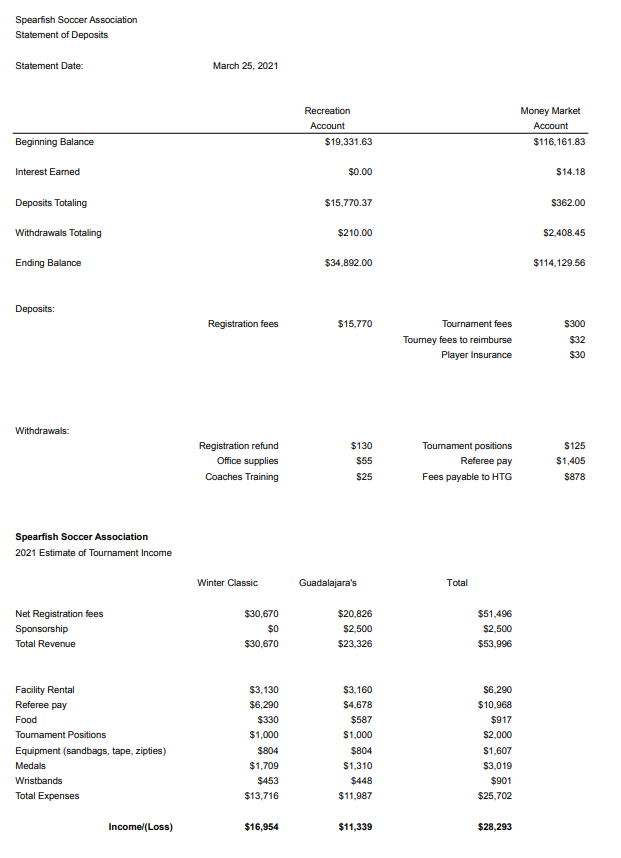 Spearfish Soccer Association
Statement of Deposits
Statement Date: March 25, 2021
Recreation Money Market
Account Account
Beginning Balance $19,331.63 $116,161.83
Interest Earned $0.00 $14.18
Deposits Totaling $15,770.37 $362.00
Withdrawals Totaling $210.00 $2,408.45
Ending Balance $34,892.00 $114,129.56
Deposits:
Registration fees $15,770 Tournament fees $300
Tourney fees to reimburse $32
Player Insurance $30
Withdrawals:
Registration refund $130 Tournament positions $125
Office supplies $55 Referee pay $1,405
Coaches Training $25 Fees payable to HTG $878
Spearfish Soccer Association
2021 Estimate of Tournament Income
Winter Classic Guadalajara's Total
Net Registration fees $30,670 $20,826 $51,496
Sponsorship $0 $2,500 $2,500
Total Revenue $30,670 $23,326 $53,996
Facility Rental $3,130 $3,160 $6,290
Referee pay $6,290 $4,678 $10,968
Food $330 $587 $917
Tournament Positions $1,000 $1,000 $2,000
Equipment (sandbags, tape, zipties) $804 $804 $1,607
Medals $1,709 $1,310 $3,019
Wristbands $453 $448 $901
Total Expenses $13,716 $11,987 $25,702
Income/(Loss) $16,954 $11,339 $28,293